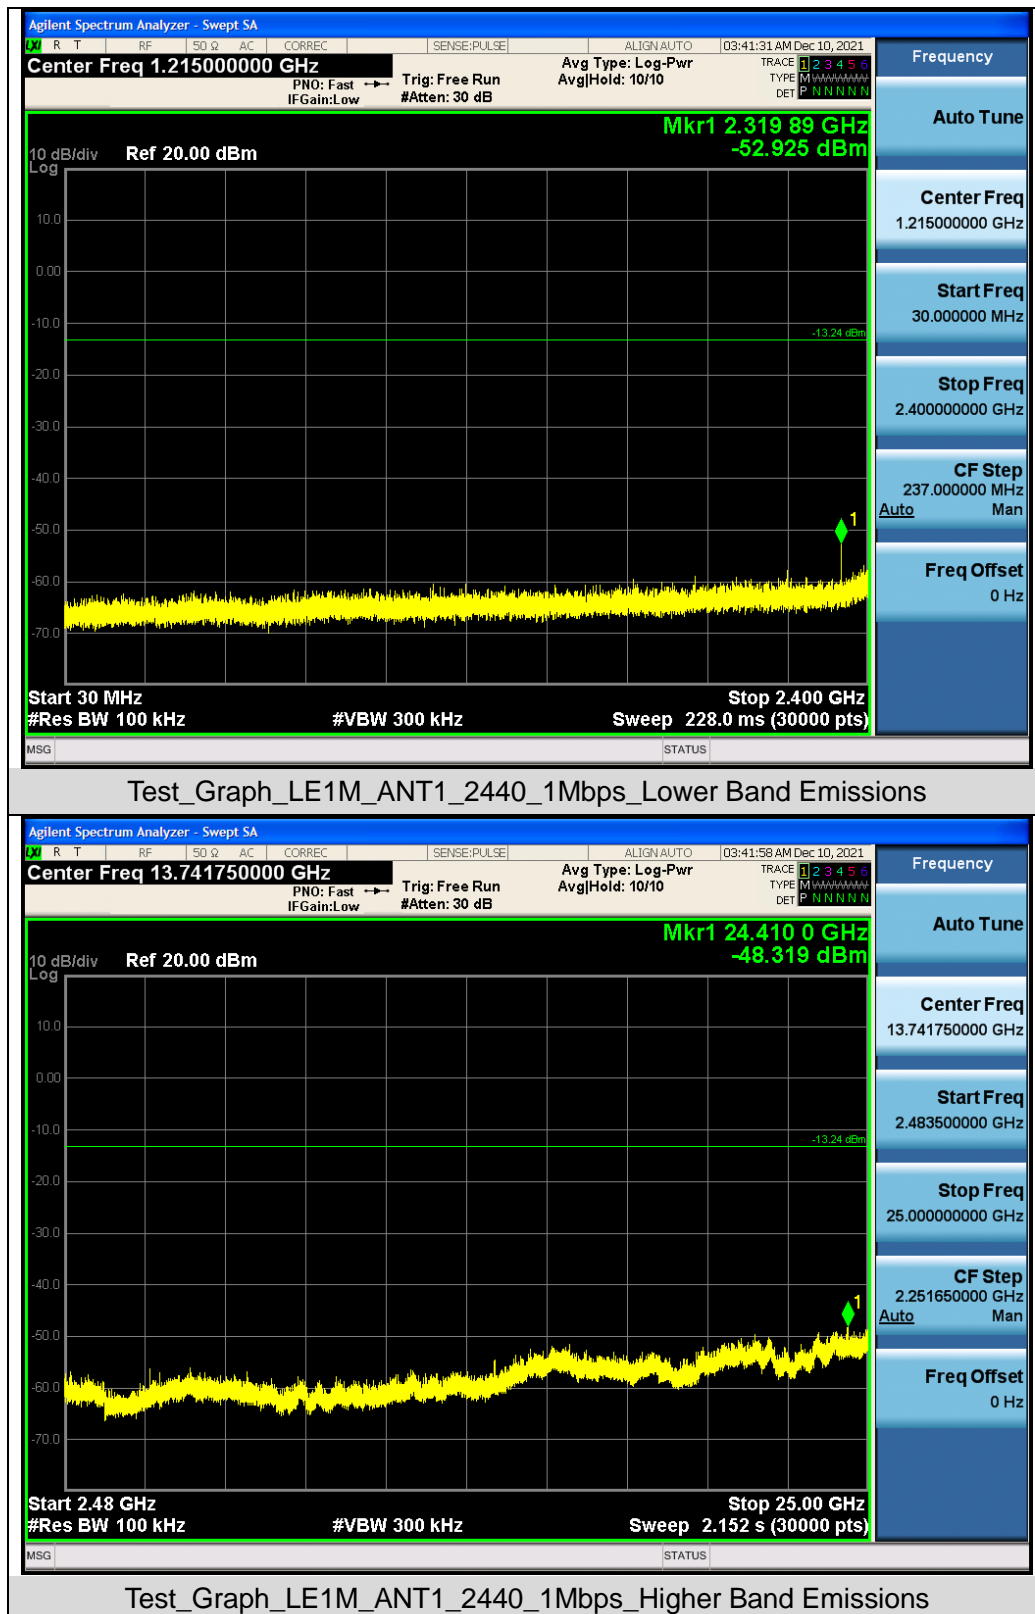 Agilent Spectrum Analyzer - Swept SA
LXI R T RF 50 Ω AC CORREC SENSE:PULSE ALIGN AUTO 03:41:31 AM Dec 10, 2021
Center Freq 1.215000000 GHz
PNO: Fast
IFGain:Low
Trig: Free Run
#Atten: 30 dB
Avg Type: Log-Pwr
Avg|Hold: 10/10
TRACE 1 2 3 4 5 6
TYPE M
DET P N N N N N
Mkr1 2.319 89 GHz
-52.925 dBm
10 dB/div
Log
Ref 20.00 dBm
10.0
0.00
-10.0
-13.24 dBm
-20.0
-30.0
-40.0
-50.0
1
-60.0
-70.0
Start 30 MHz
Stop 2.400 GHz
#Res BW 100 kHz
#VBW 300 kHz
Sweep 228.0 ms (30000 pts)
MSG
STATUS
Frequency
Auto Tune
Center Freq
1.215000000 GHz
Start Freq
30.000000 MHz
Stop Freq
2.400000000 GHz
CF Step
237.000000 MHz
Auto Man
Freq Offset
0 Hz
Test_Graph_LE1M_ANT1_2440_1Mbps_Lower Band Emissions
Agilent Spectrum Analyzer - Swept SA
LXI R T RF 50 Ω AC CORREC SENSE:PULSE ALIGN AUTO 03:41:58 AM Dec 10, 2021
Center Freq 13.741750000 GHz
PNO: Fast
IFGain:Low
Trig: Free Run
#Atten: 30 dB
Avg Type: Log-Pwr
Avg|Hold: 10/10
TRACE 1 2 3 4 5 6
TYPE M
DET P N N N N N
Mkr1 24.410 0 GHz
-48.319 dBm
10 dB/div
Log
Ref 20.00 dBm
10.0
0.00
-10.0
-13.24 dBm
-20.0
-30.0
-40.0
1
-50.0
-60.0
-70.0
Start 2.48 GHz
Stop 25.00 GHz
#Res BW 100 kHz
#VBW 300 kHz
Sweep 2.152 s (30000 pts)
MSG
STATUS
Frequency
Auto Tune
Center Freq
13.741750000 GHz
Start Freq
2.483500000 GHz
Stop Freq
25.000000000 GHz
CF Step
2.251650000 GHz
Auto Man
Freq Offset
0 Hz
Test_Graph_LE1M_ANT1_2440_1Mbps_Higher Band Emissions